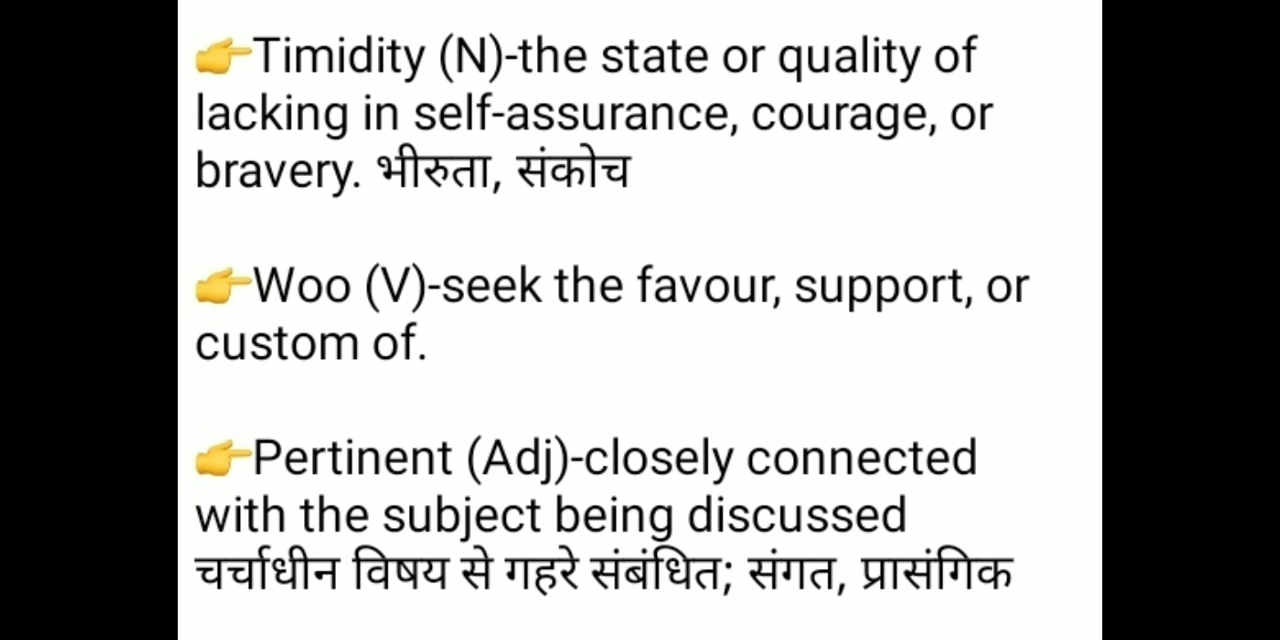 👉Timidity (N)-the state or quality of
lacking in self-assurance, courage, or
bravery. भीरुता, संकोच
👉Woo (V)-seek the favour, support, or
custom of.
👉Pertinent (Adj)-closely connected
with the subject being discussed
चर्चाधीन विषय से गहरे संबंधित; संगत, प्रासंगिक